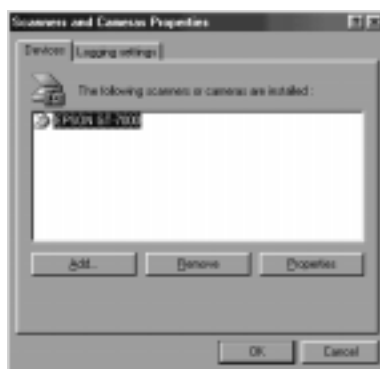 Scanners and Cameras Properties
Devices
Logging settings
The following scanners or cameras are installed :
EPSON GT-7000
Add...
Remove
Properties
OK
Cancel